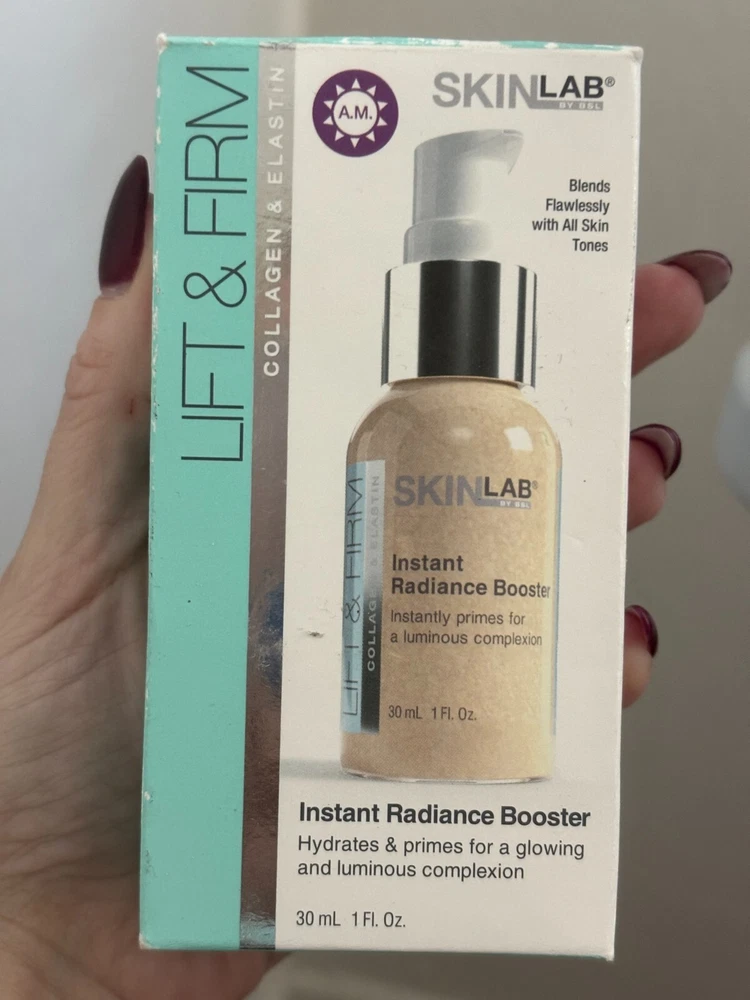 LIFT & FIRM
COLLAGEN & ELASTIN
A.M.
SKINLAB®
BY BSL
Blends
Flawlessly
with All Skin
Tones
LIFT & FIRM
COLLAGEN & ELASTIN
SKINLAB®
BY BSL
Instant
Radiance Booster
Instantly primes for
a luminous complexion
30 mL 1 Fl. Oz.
Instant Radiance Booster
Hydrates & primes for a glowing
and luminous complexion
30 mL 1 Fl. Oz.